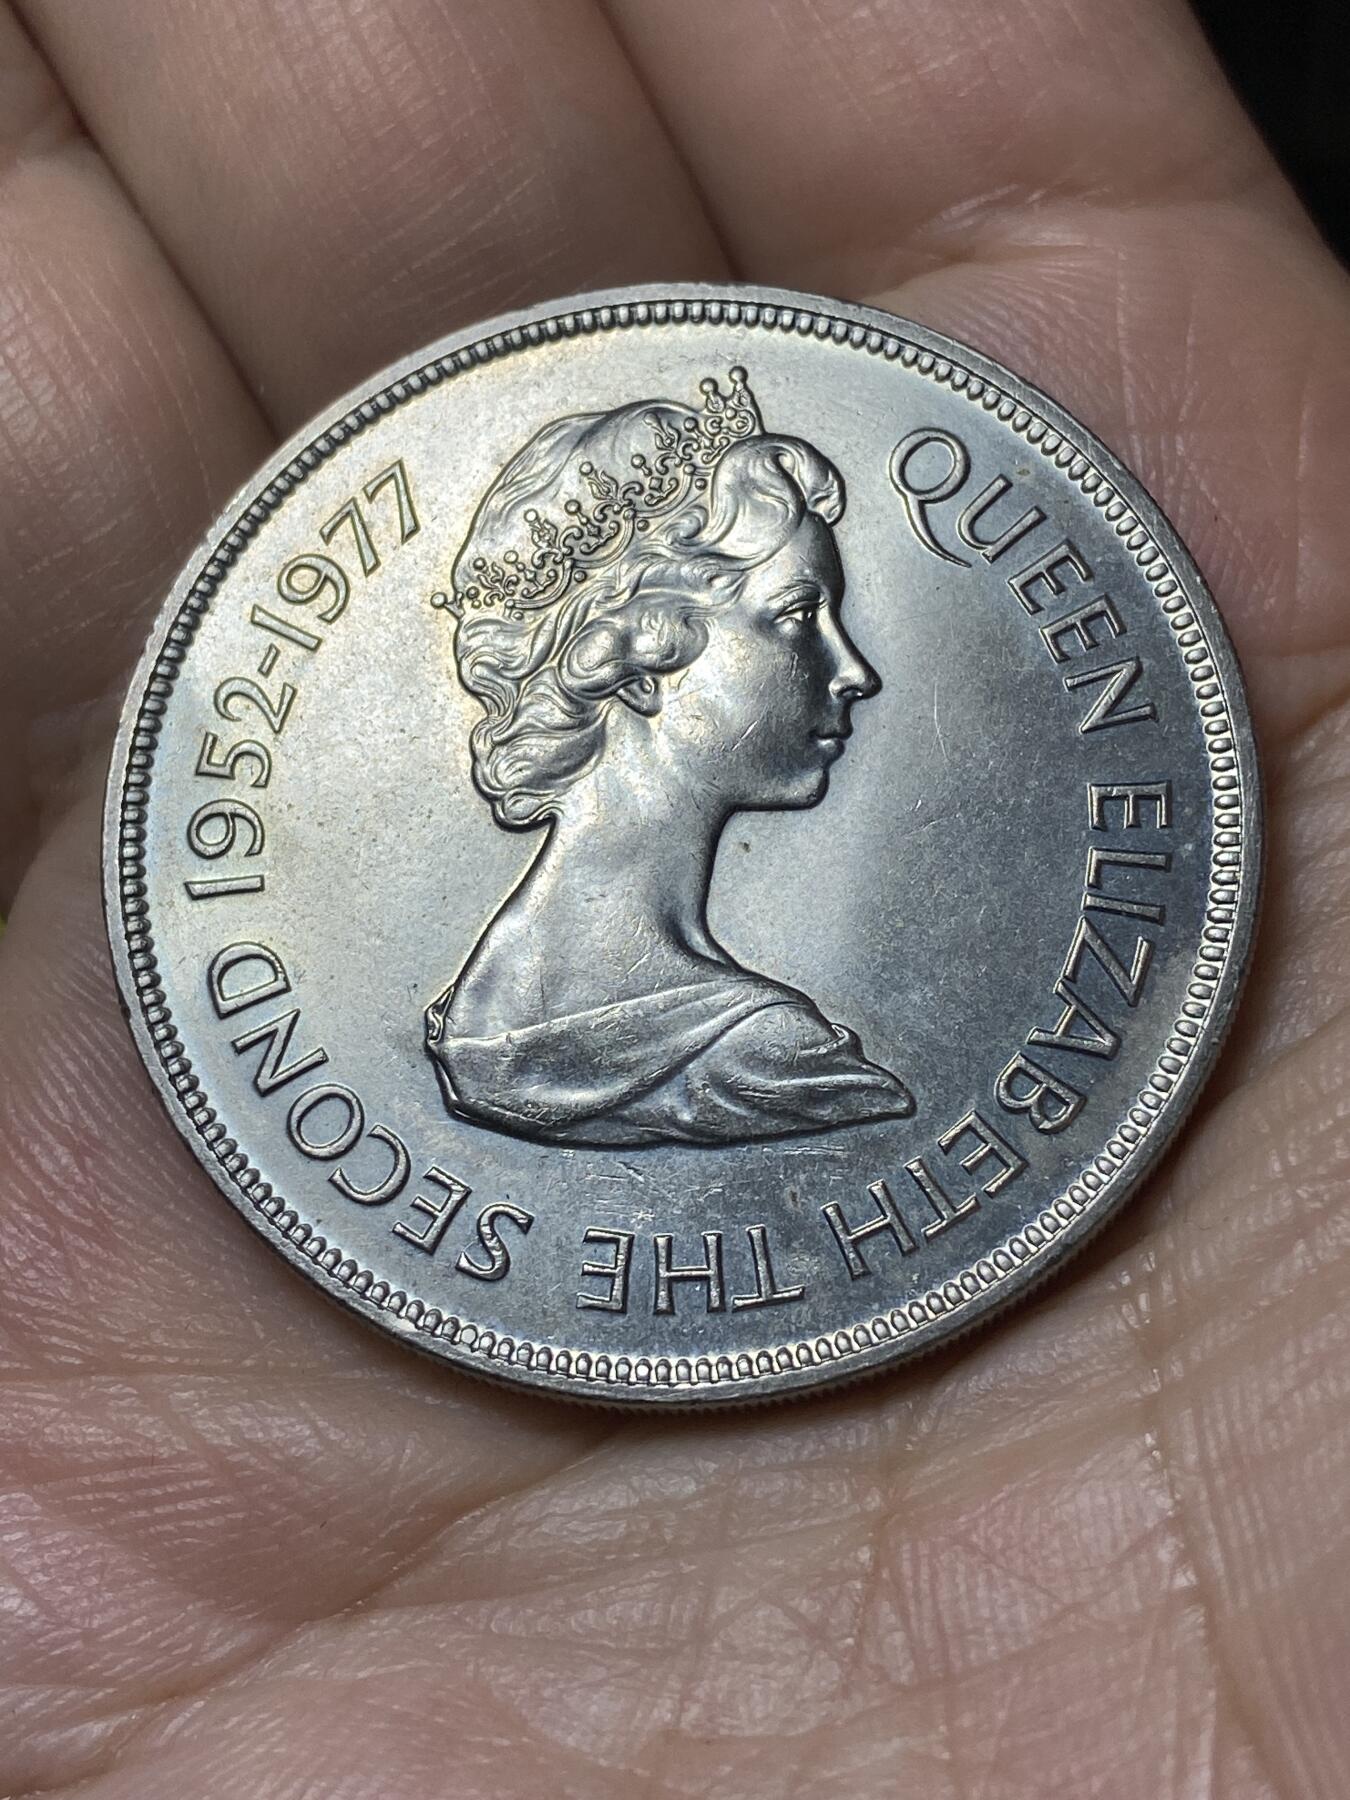 QUEEN ELIZABETH THE SECOND 1952-1977